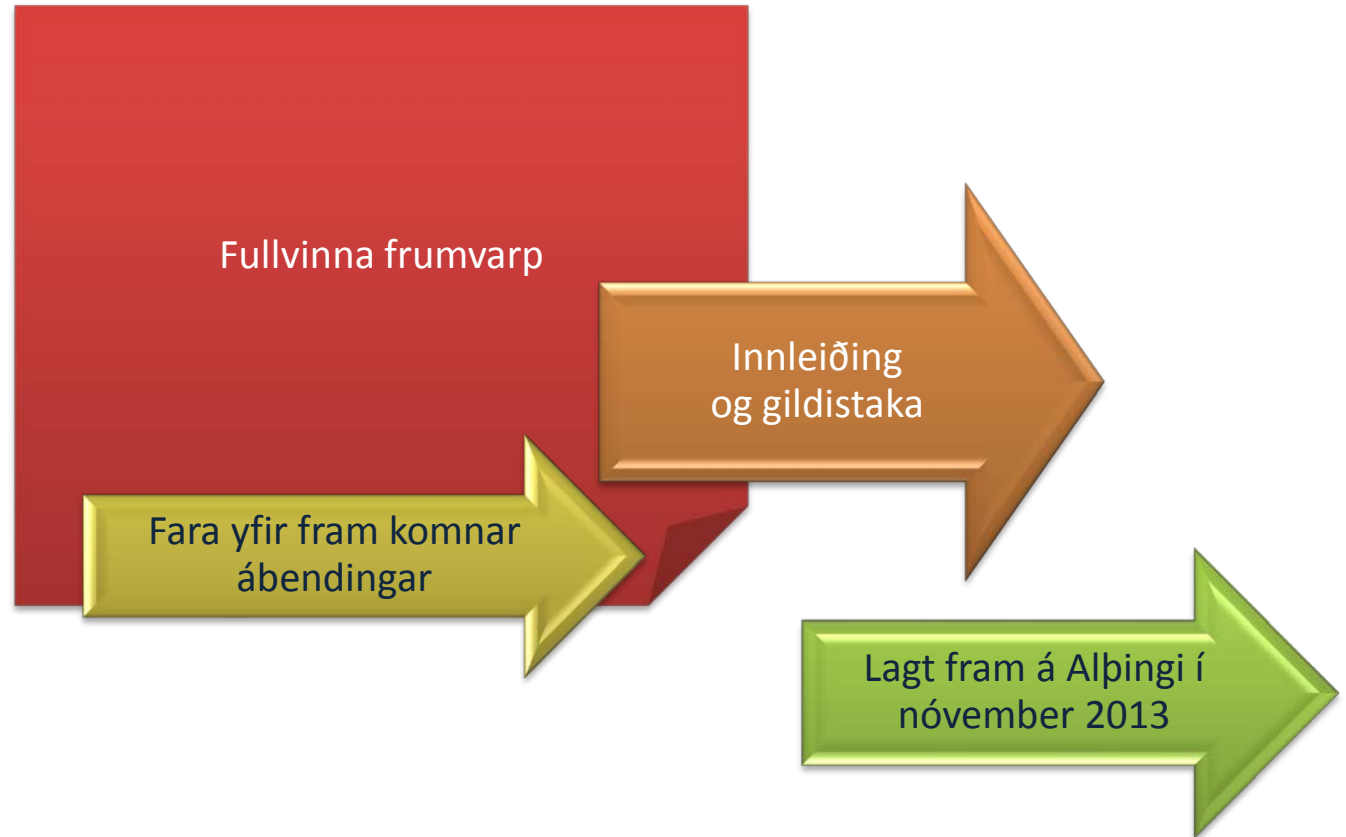 Fullvinna frumvarp
Innleiðing
og gildistaka
Fara yfir fram komnar
ábendingar
Lagt fram á Alþingi í
nóvember 2013